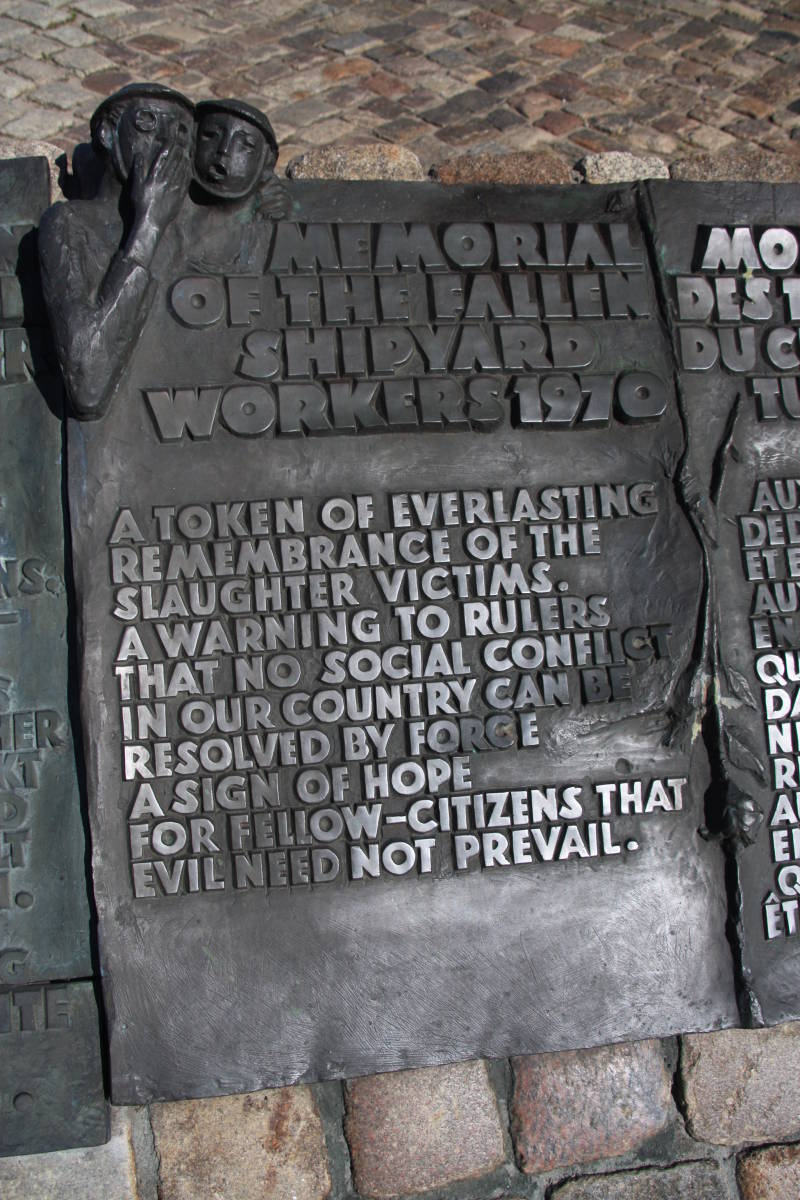 MEMORIAL
OF THE FALLEN
SHIPYARD
WORKERS 1970
A TOKEN OF EVERLASTING
REMEMBRANCE OF THE
SLAUGHTER VICTIMS.
A WARNING TO RULERS
THAT NO SOCIAL CONFLICT
IN OUR COUNTRY CAN BE
RESOLVED BY FORCE
A SIGN OF HOPE
FOR FELLOW-CITIZENS THAT
EVIL NEED NOT PREVAIL.
DU
ET